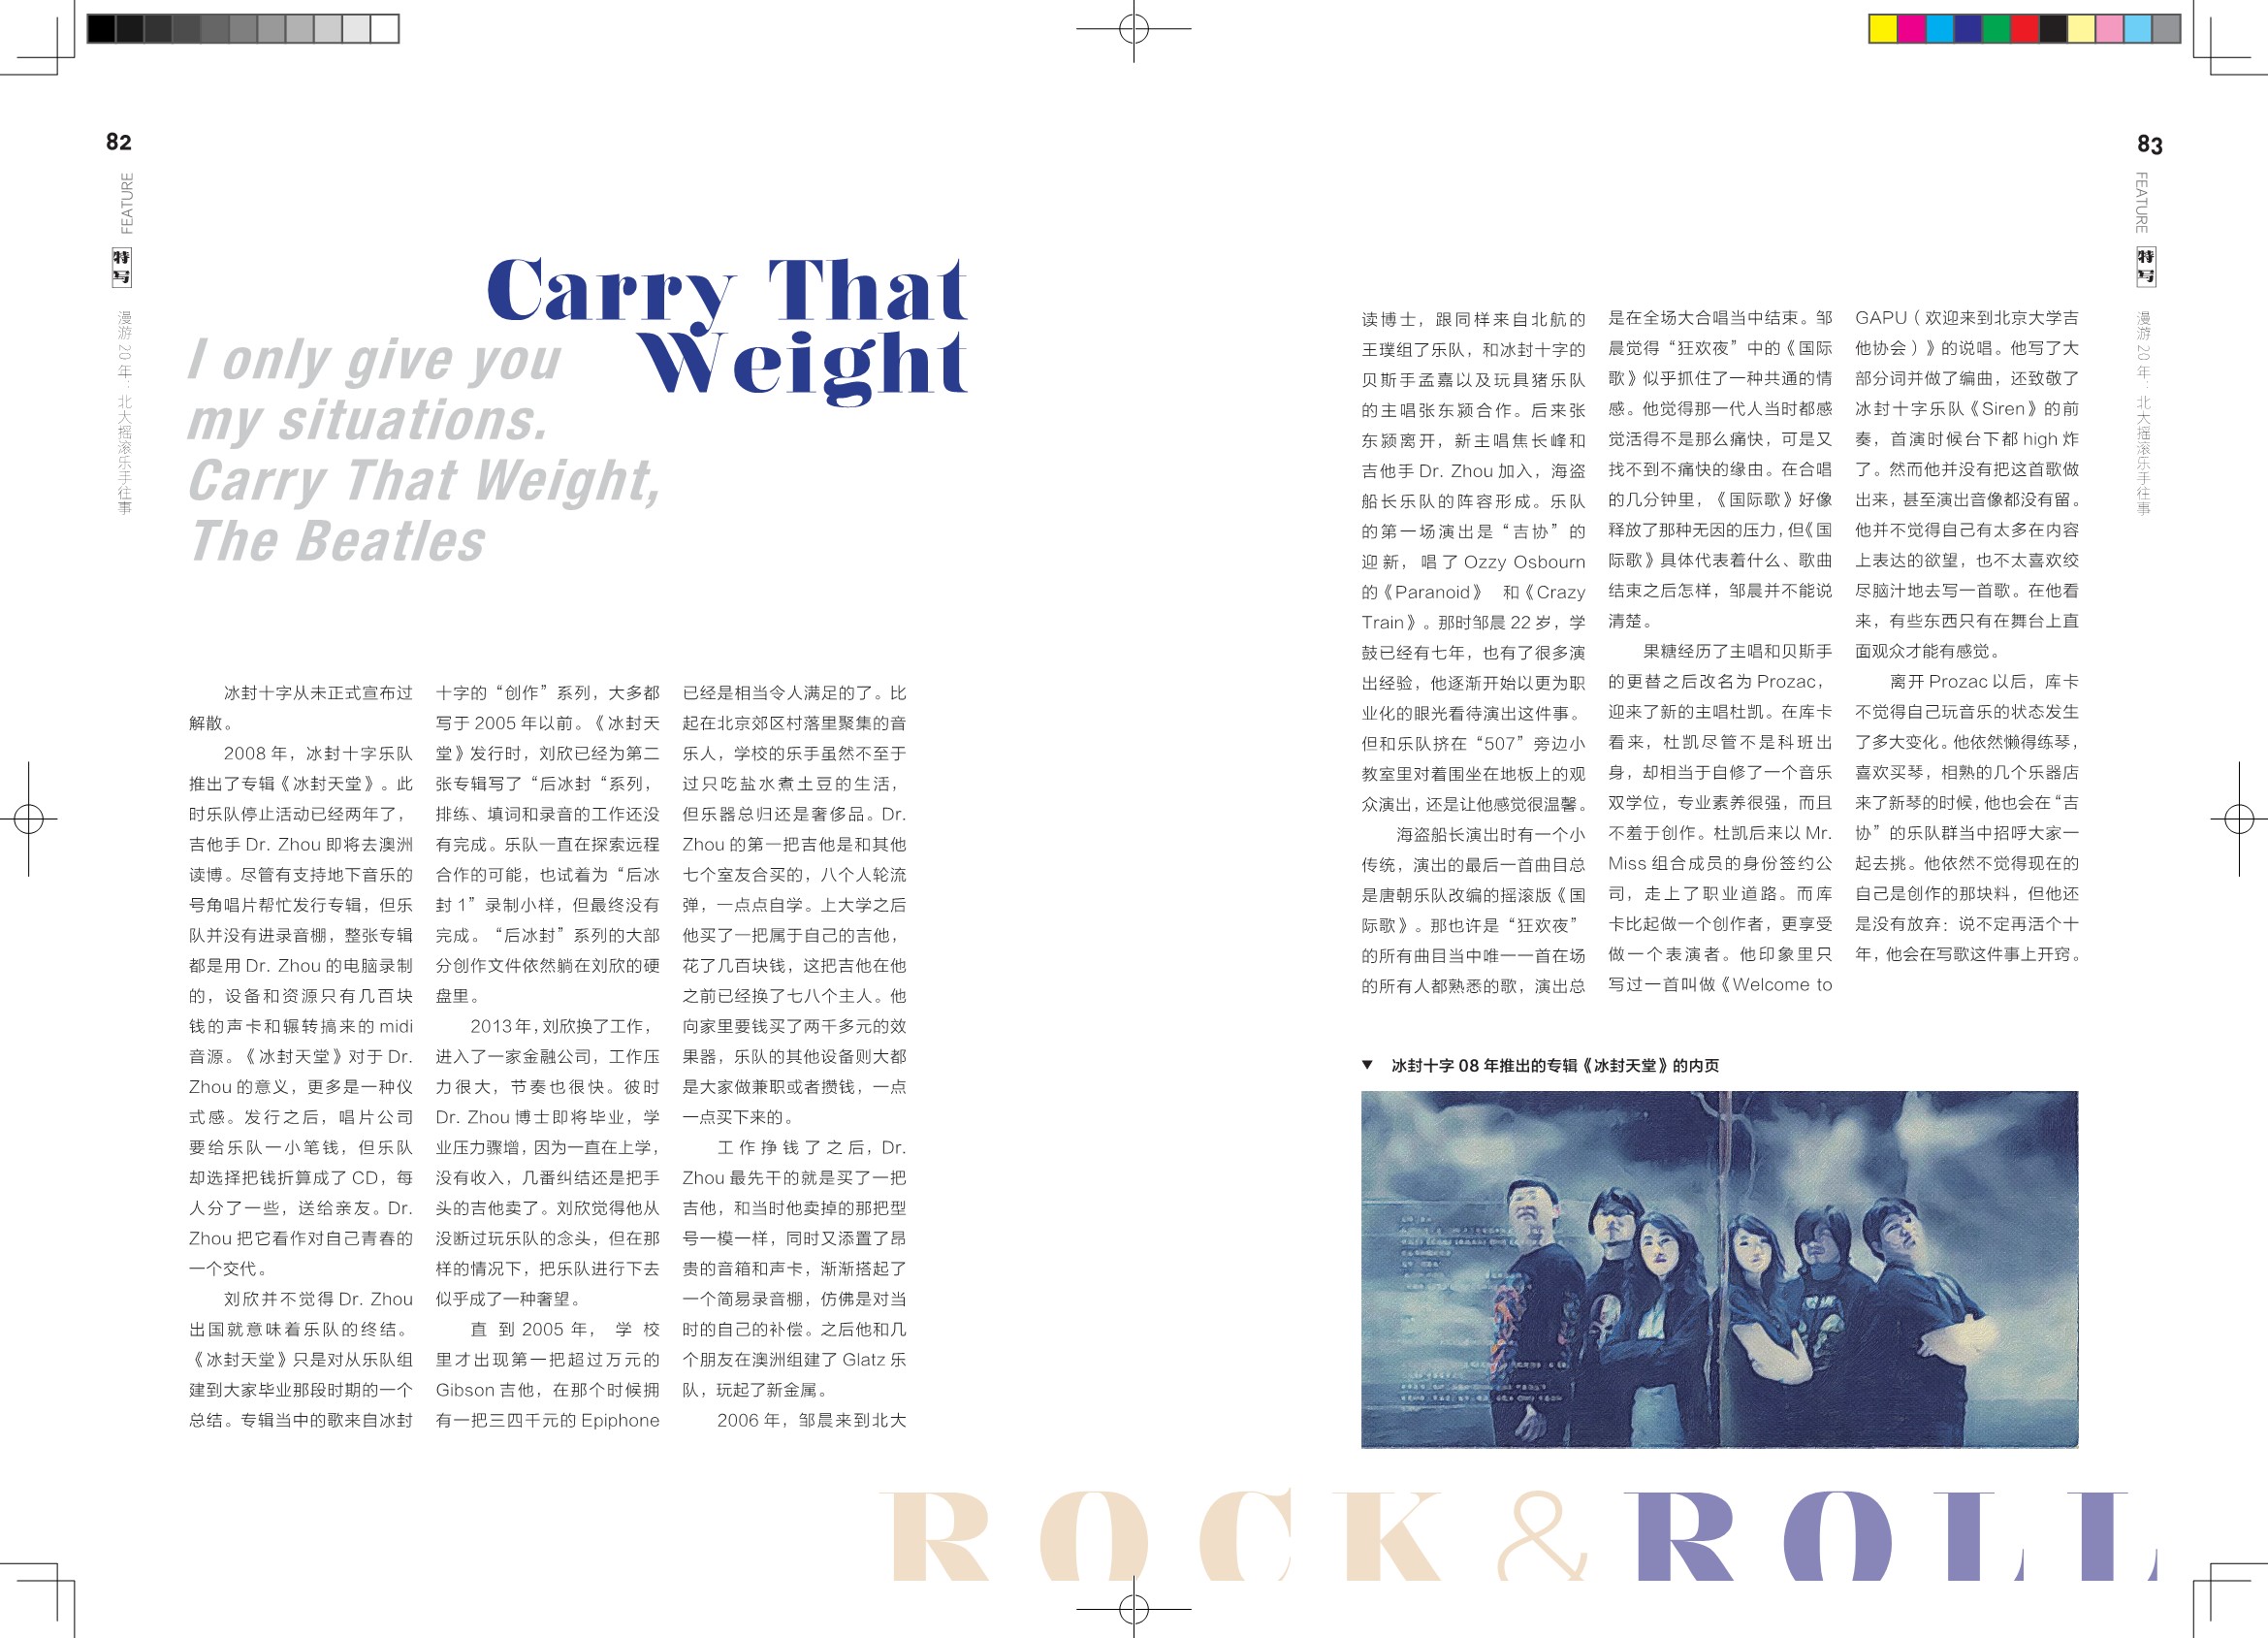 82
FEATURE
特写
漫游 20 年：北大摇滚乐手往事
Carry That
Weight
I only give you
my situations.
Carry That Weight,
The Beatles
冰封十字从未正式宣布过
解散。
2008 年，冰封十字乐队
推出了专辑《冰封天堂》。此
时乐队停止活动已经两年了，
吉他手 Dr. Zhou 即将去澳洲
读博。尽管有支持地下音乐的
号角唱片帮忙发行专辑，但乐
队并没有进录音棚，整张专辑
都是用 Dr. Zhou 的电脑录制
的，设备和资源只有几百块
钱的声卡和辗转搞来的 midi
音源。《冰封天堂》对于 Dr.
Zhou 的意义，更多是一种仪
式感。发行之后，唱片公司
要给乐队一小笔钱，但乐队
却选择把钱折算成了 CD，每
人分了一些，送给亲友。Dr.
Zhou 把它看作对自己青春的
一个交代。
刘欣并不觉得 Dr. Zhou
出国就意味着乐队的终结。
《冰封天堂》只是对从乐队组
建到大家毕业那段时期的一个
总结。专辑当中的歌来自冰封
十字的“创作”系列，大多都
写于 2005 年以前。《冰封天
堂》发行时，刘欣已经为第二
张专辑写了“后冰封“系列，
排练、填词和录音的工作还没
有完成。乐队一直在探索远程
合作的可能，也试着为“后冰
封 1”录制小样，但最终没有
完成。“后冰封”系列的大部
分创作文件依然躺在刘欣的硬
盘里。
2013 年，刘欣换了工作，
进入了一家金融公司，工作压
力很大，节奏也很快。彼时
Dr. Zhou 博士即将毕业，学
业压力骤增，因为一直在上学，
没有收入，几番纠结还是把手
头的吉他卖了。刘欣觉得他从
没断过玩乐队的念头，但在那
样的情况下，把乐队进行下去
似乎成了一种奢望。
直到 2005 年，学校
里才出现第一把超过万元的
Gibson 吉他，在那个时候拥
有一把三四千元的 Epiphone
已经是相当令人满足的了。比
起在北京郊区村落里聚集的音
乐人，学校的乐手虽然不至于
过只吃盐水煮土豆的生活，
但乐器总归还是奢侈品。Dr.
Zhou 的第一把吉他是和其他
七个室友合买的，八个人轮流
弹，一点点自学。上大学之后
他买了一把属于自己的吉他，
花了几百块钱，这把吉他在他
之前已经换了七八个主人。他
向家里要钱买了两千多元的效
果器，乐队的其他设备则大都
是大家做兼职或者攒钱，一点
一点买下来的。
工作挣钱了之后，Dr.
Zhou 最先干的就是买了一把
吉他，和当时他卖掉的那把型
号一模一样，同时又添置了昂
贵的音箱和声卡，渐渐搭起了
一个简易录音棚，仿佛是对当
时的自己的补偿。之后他和几
个朋友在澳洲组建了 Glatz 乐
队，玩起了新金属。
2006 年，邹晨来到北大
83
FEATURE
特写
漫游 20 年：北大摇滚乐手往事
读博士，跟同样来自北航的
王璞组了乐队，和冰封十字的
贝斯手孟嘉以及玩具猪乐队
的主唱张东颍合作。后来张
东颍离开，新主唱焦长峰和
吉他手 Dr. Zhou 加入，海盗
船长乐队的阵容形成。乐队
的第一场演出是“吉协”的
迎新，唱了 Ozzy Osbourn
的《Paranoid》 和《Crazy
Train》。那时邹晨 22 岁，学
鼓已经有七年，也有了很多演
出经验，他逐渐开始以更为职
业化的眼光看待演出这件事。
但和乐队挤在“507”旁边小
教室里对着围坐在地板上的观
众演出，还是让他感觉很温馨。
海盗船长演出时有一个小
传统，演出的最后一首曲目总
是唐朝乐队改编的摇滚版《国
际歌》。那也许是“狂欢夜”
的所有曲目当中唯一一首在场
的所有人都熟悉的歌，演出总
是在全场大合唱当中结束。邹
晨觉得“狂欢夜”中的《国际
歌》似乎抓住了一种共通的情
感。他觉得那一代人当时都感
觉活得不是那么痛快，可是又
找不到不痛快的缘由。在合唱
的几分钟里，《国际歌》好像
释放了那种无因的压力，但《国
际歌》具体代表着什么、歌曲
结束之后怎样，邹晨并不能说
清楚。
果糖经历了主唱和贝斯手
的更替之后改名为 Prozac，
迎来了新的主唱杜凯。在库卡
看来，杜凯尽管不是科班出
身，却相当于自修了一个音乐
双学位，专业素养很强，而且
不羞于创作。杜凯后来以 Mr.
Miss 组合成员的身份签约公
司，走上了职业道路。而库
卡比起做一个创作者，更享受
做一个表演者。他印象里只
写过一首叫做《Welcome to
GAPU（欢迎来到北京大学吉
他协会）》的说唱。他写了大
部分词并做了编曲，还致敬了
冰封十字乐队《Siren》的前
奏，首演时候台下都 high 炸
了。然而他并没有把这首歌做
出来，甚至演出音像都没有留。
他并不觉得自己有太多在内容
上表达的欲望，也不太喜欢绞
尽脑汁地去写一首歌。在他看
来，有些东西只有在舞台上直
面观众才能有感觉。
离开 Prozac 以后，库卡
不觉得自己玩音乐的状态发生
了多大变化。他依然懒得练琴，
喜欢买琴，相熟的几个乐器店
来了新琴的时候，他也会在“吉
协”的乐队群当中招呼大家一
起去挑。他依然不觉得现在的
自己是创作的那块料，但他还
是没有放弃：说不定再活个十
年，他会在写歌这件事上开窍。
▼ 冰封十字 08 年推出的专辑《冰封天堂》的内页
ROCK&ROLL